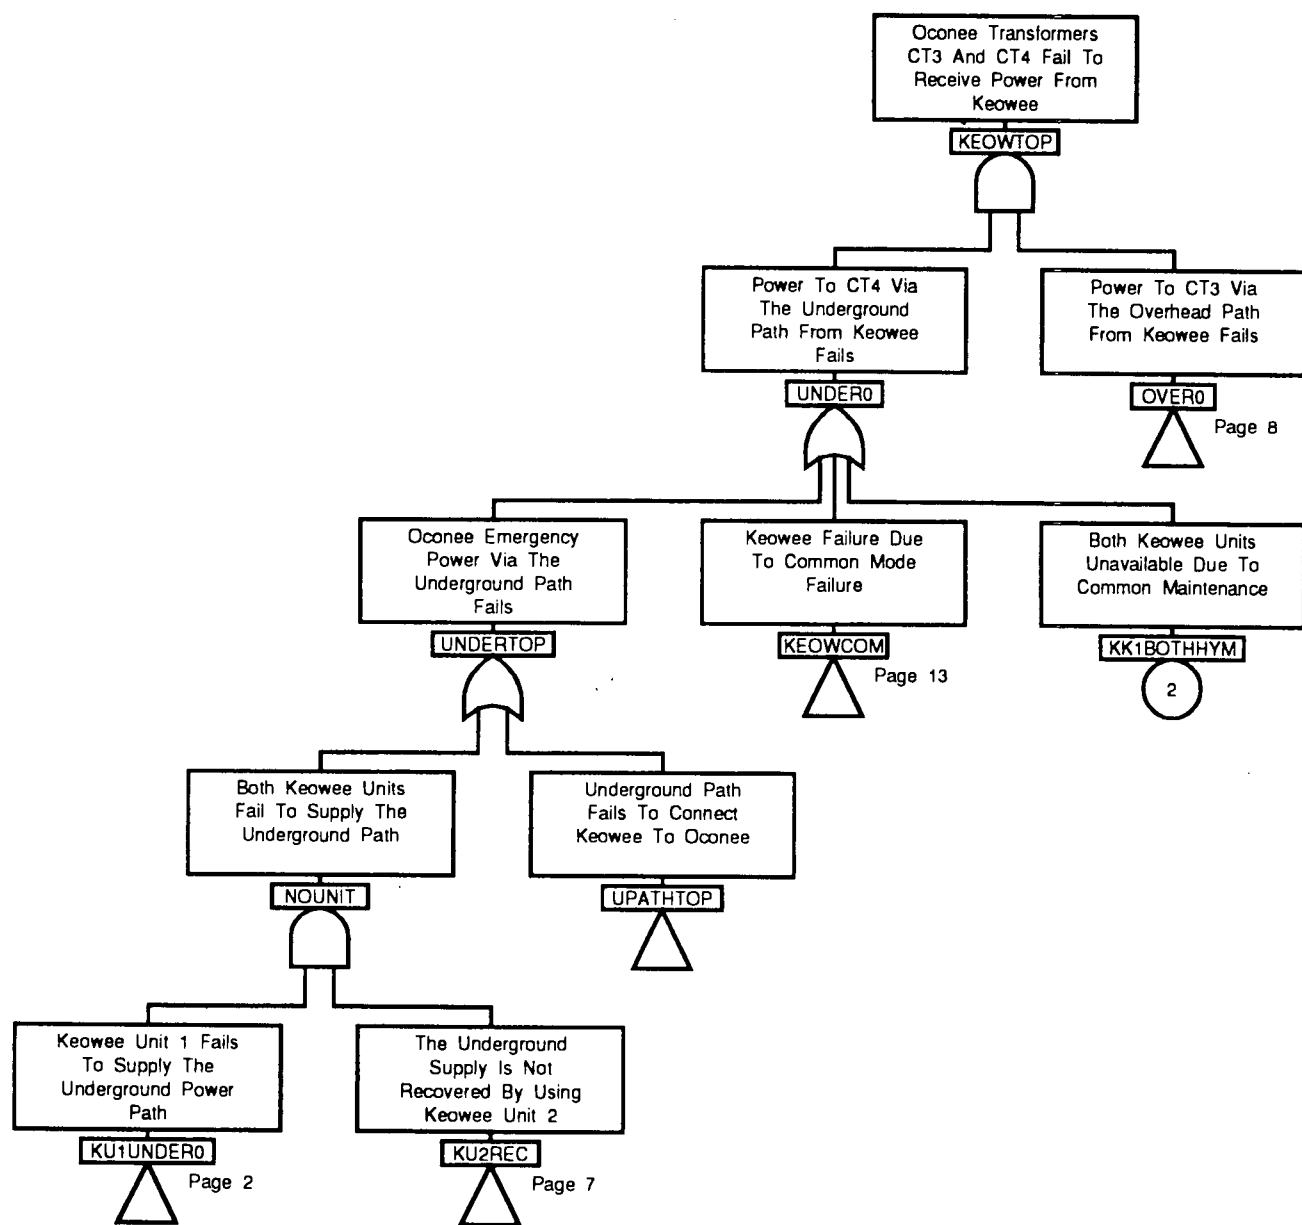 Oconee Transformers
CT3 And CT4 Fail To
Receive Power From
Keowee
KEOWTOP
Power To CT4 Via
The Underground
Path From Keowee
Fails
UNDER0
Power To CT3 Via
The Overhead Path
From Keowee Fails
OVER0
Page 8
Oconee Emergency
Power Via The
Underground Path
Fails
UNDERTOP
Keowee Failure Due
To Common Mode
Failure
KEOWCOM
Page 13
Both Keowee Units
Unavailable Due To
Common Maintenance
KK1BOTHHYM
2
Both Keowee Units
Fail To Supply The
Underground Path
NOUNIT
Underground Path
Fails To Connect
Keowee To Oconee
UPATHTOP
Keowee Unit 1 Fails
To Supply The
Underground Power
Path
KU1UNDER0
Page 2
The Underground
Supply Is Not
Recovered By Using
Keowee Unit 2
KU2REC
Page 7